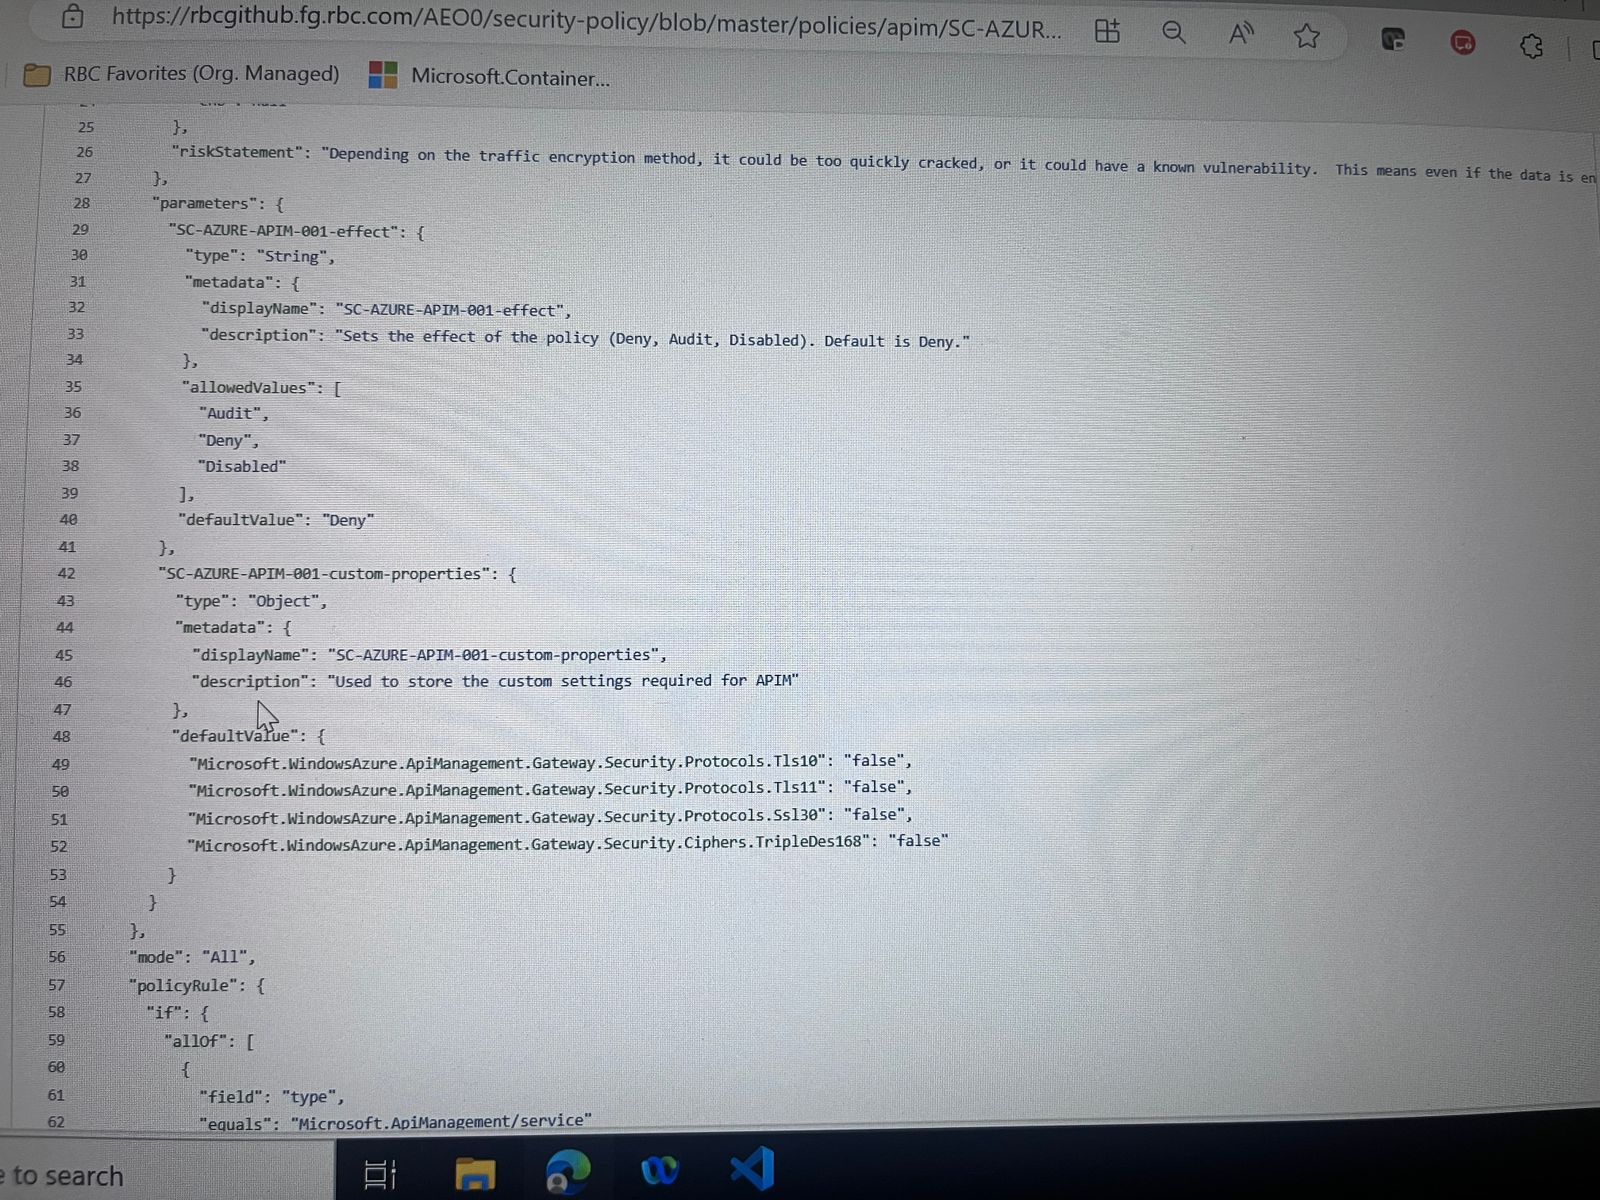 https://rbcgithub.fg.rbc.com/AEO0/security-policy/blob/master/policies/apim/SC-AZUR...
RBC Favorites (Org. Managed) Microsoft.Container...
25 },
26 "riskStatement": "Depending on the traffic encryption method, it could be too quickly cracked, or it could have a known vulnerability.  This means even if the data is en
27 },
28 "parameters": {
29 "SC-AZURE-APIM-001-effect": {
30 "type": "String",
31 "metadata": {
32 "displayName": "SC-AZURE-APIM-001-effect",
33 "description": "Sets the effect of the policy (Deny, Audit, Disabled). Default is Deny."
34 },
35 "allowedValues": [
36 "Audit",
37 "Deny",
38 "Disabled"
39 ],
40 "defaultValue": "Deny"
41 },
42 "SC-AZURE-APIM-001-custom-properties": {
43 "type": "Object",
44 "metadata": {
45 "displayName": "SC-AZURE-APIM-001-custom-properties",
46 "description": "Used to store the custom settings required for APIM"
47 },
48 "defaultValue": {
49 "Microsoft.WindowsAzure.ApiManagement.Gateway.Security.Protocols.Tls10": "false",
50 "Microsoft.WindowsAzure.ApiManagement.Gateway.Security.Protocols.Tls11": "false",
51 "Microsoft.WindowsAzure.ApiManagement.Gateway.Security.Protocols.Ssl30": "false",
52 "Microsoft.WindowsAzure.ApiManagement.Gateway.Security.Ciphers.TripleDes168": "false"
53 }
54 }
55 },
56 "mode": "All",
57 "policyRule": {
58 "if": {
59 "allOf": [
60 {
61 "field": "type",
62 "equals": "Microsoft.ApiManagement/service"
e to search